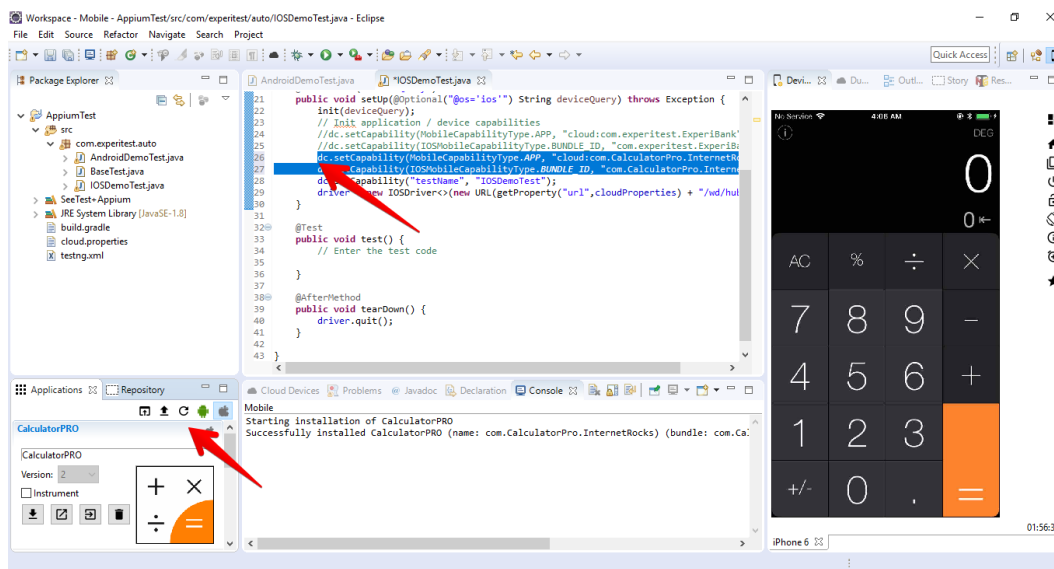 Workspace - Mobile - AppiumTest/src/com/experitest/auto/IOSDemoTest.java - Eclipse
File Edit Source Refactor Navigate Search Project
Quick Access
Package Explorer
AppiumTest
src
com.experitest.auto
AndroidDemoTest.java
BaseTest.java
IOSDemoTest.java
SeeTest+Appium
JRE System Library [JavaSE-1.8]
build.gradle
cloud.properties
testng.xml
AndroidDemoTest.java *IOSDemoTest.java
21 public void setUp(@Optional("@os='ios'") String deviceQuery) throws Exception {
22 init(deviceQuery);
23 // Init application / device capabilities
24 //dc.setCapability(MobileCapabilityType.APP, "cloud:com.experitest.ExperiBank"
25 //dc.setCapability(IOSMobileCapabilityType.BUNDLE_ID, "com.experitest.ExperiBa
26 dc.setCapability(MobileCapabilityType.APP, "cloud:com.CalculatorPro.InternetRo
27 Capability(IOSMobileCapabilityType.BUNDLE_ID, "com.CalculatorPro.Interne
28 dc. Capability("testName", "IOSDemoTest");
29 driver new IOSDriver<>(new URL(getProperty("url",cloudProperties) + "/wd/hub
30 }
31
32 @Test
33 public void test() {
34 // Enter the test code
35
36 }
37
38 @AfterMethod
39 public void tearDown() {
40 driver.quit();
41 }
42
43 }
Devi... Du... Outl... Story Res...
No Service 4:08 AM
DEG
0
0
AC % ÷ ×
7 8 9 −
4 5 6 +
1 2 3
+/- 0 . =
01:56:3
iPhone 6
Applications Repository
CalculatorPRO
CalculatorPRO
Version: 2
Instrument
+ ×
÷ =
Cloud Devices Problems Javadoc Declaration Console
Mobile
Starting installation of CalculatorPRO
Successfully installed CalculatorPRO (name: com.CalculatorPro.InternetRocks) (bundle: com.Cal